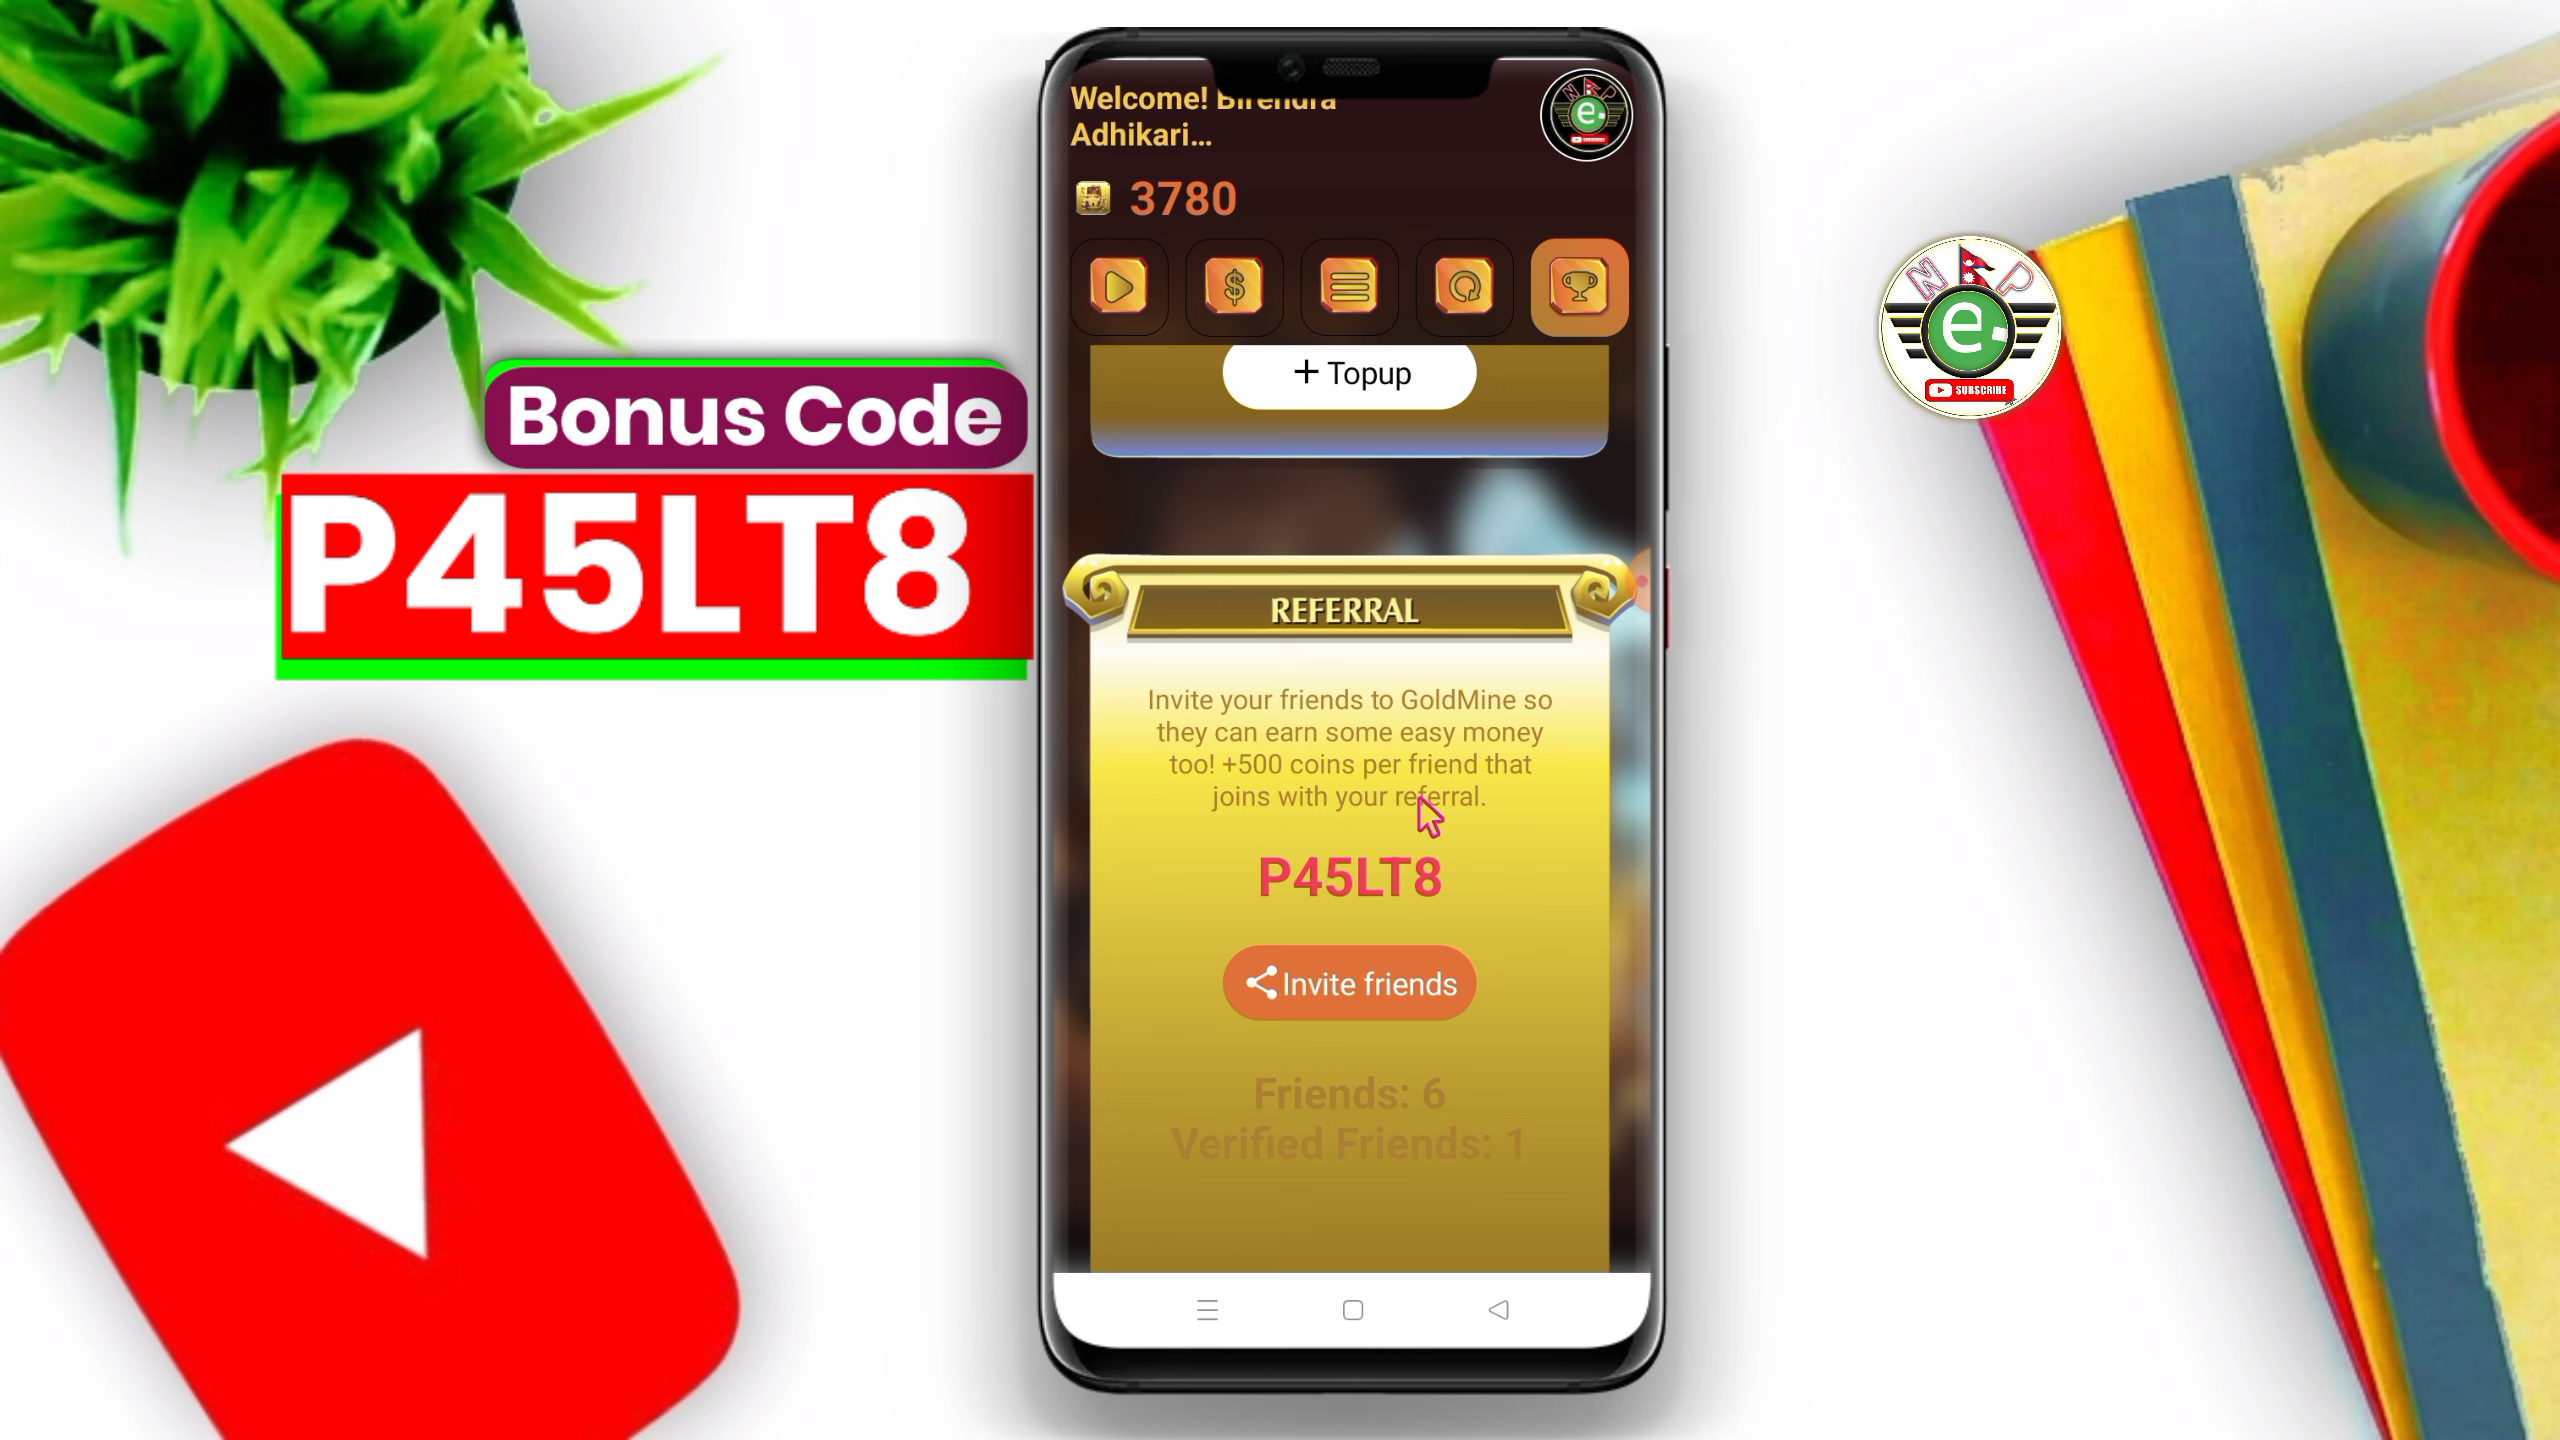 Welcome! Birendra
Adhikari...
3780
N P
e
SUBSCRIBE
+ Topup
N P
e
SUBSCRIBE
Bonus Code
P45LT8
REFERRAL
Invite your friends to GoldMine so
they can earn some easy money
too! +500 coins per friend that
joins with your referral.
P45LT8
Invite friends
Friends: 6
Verified Friends: 1